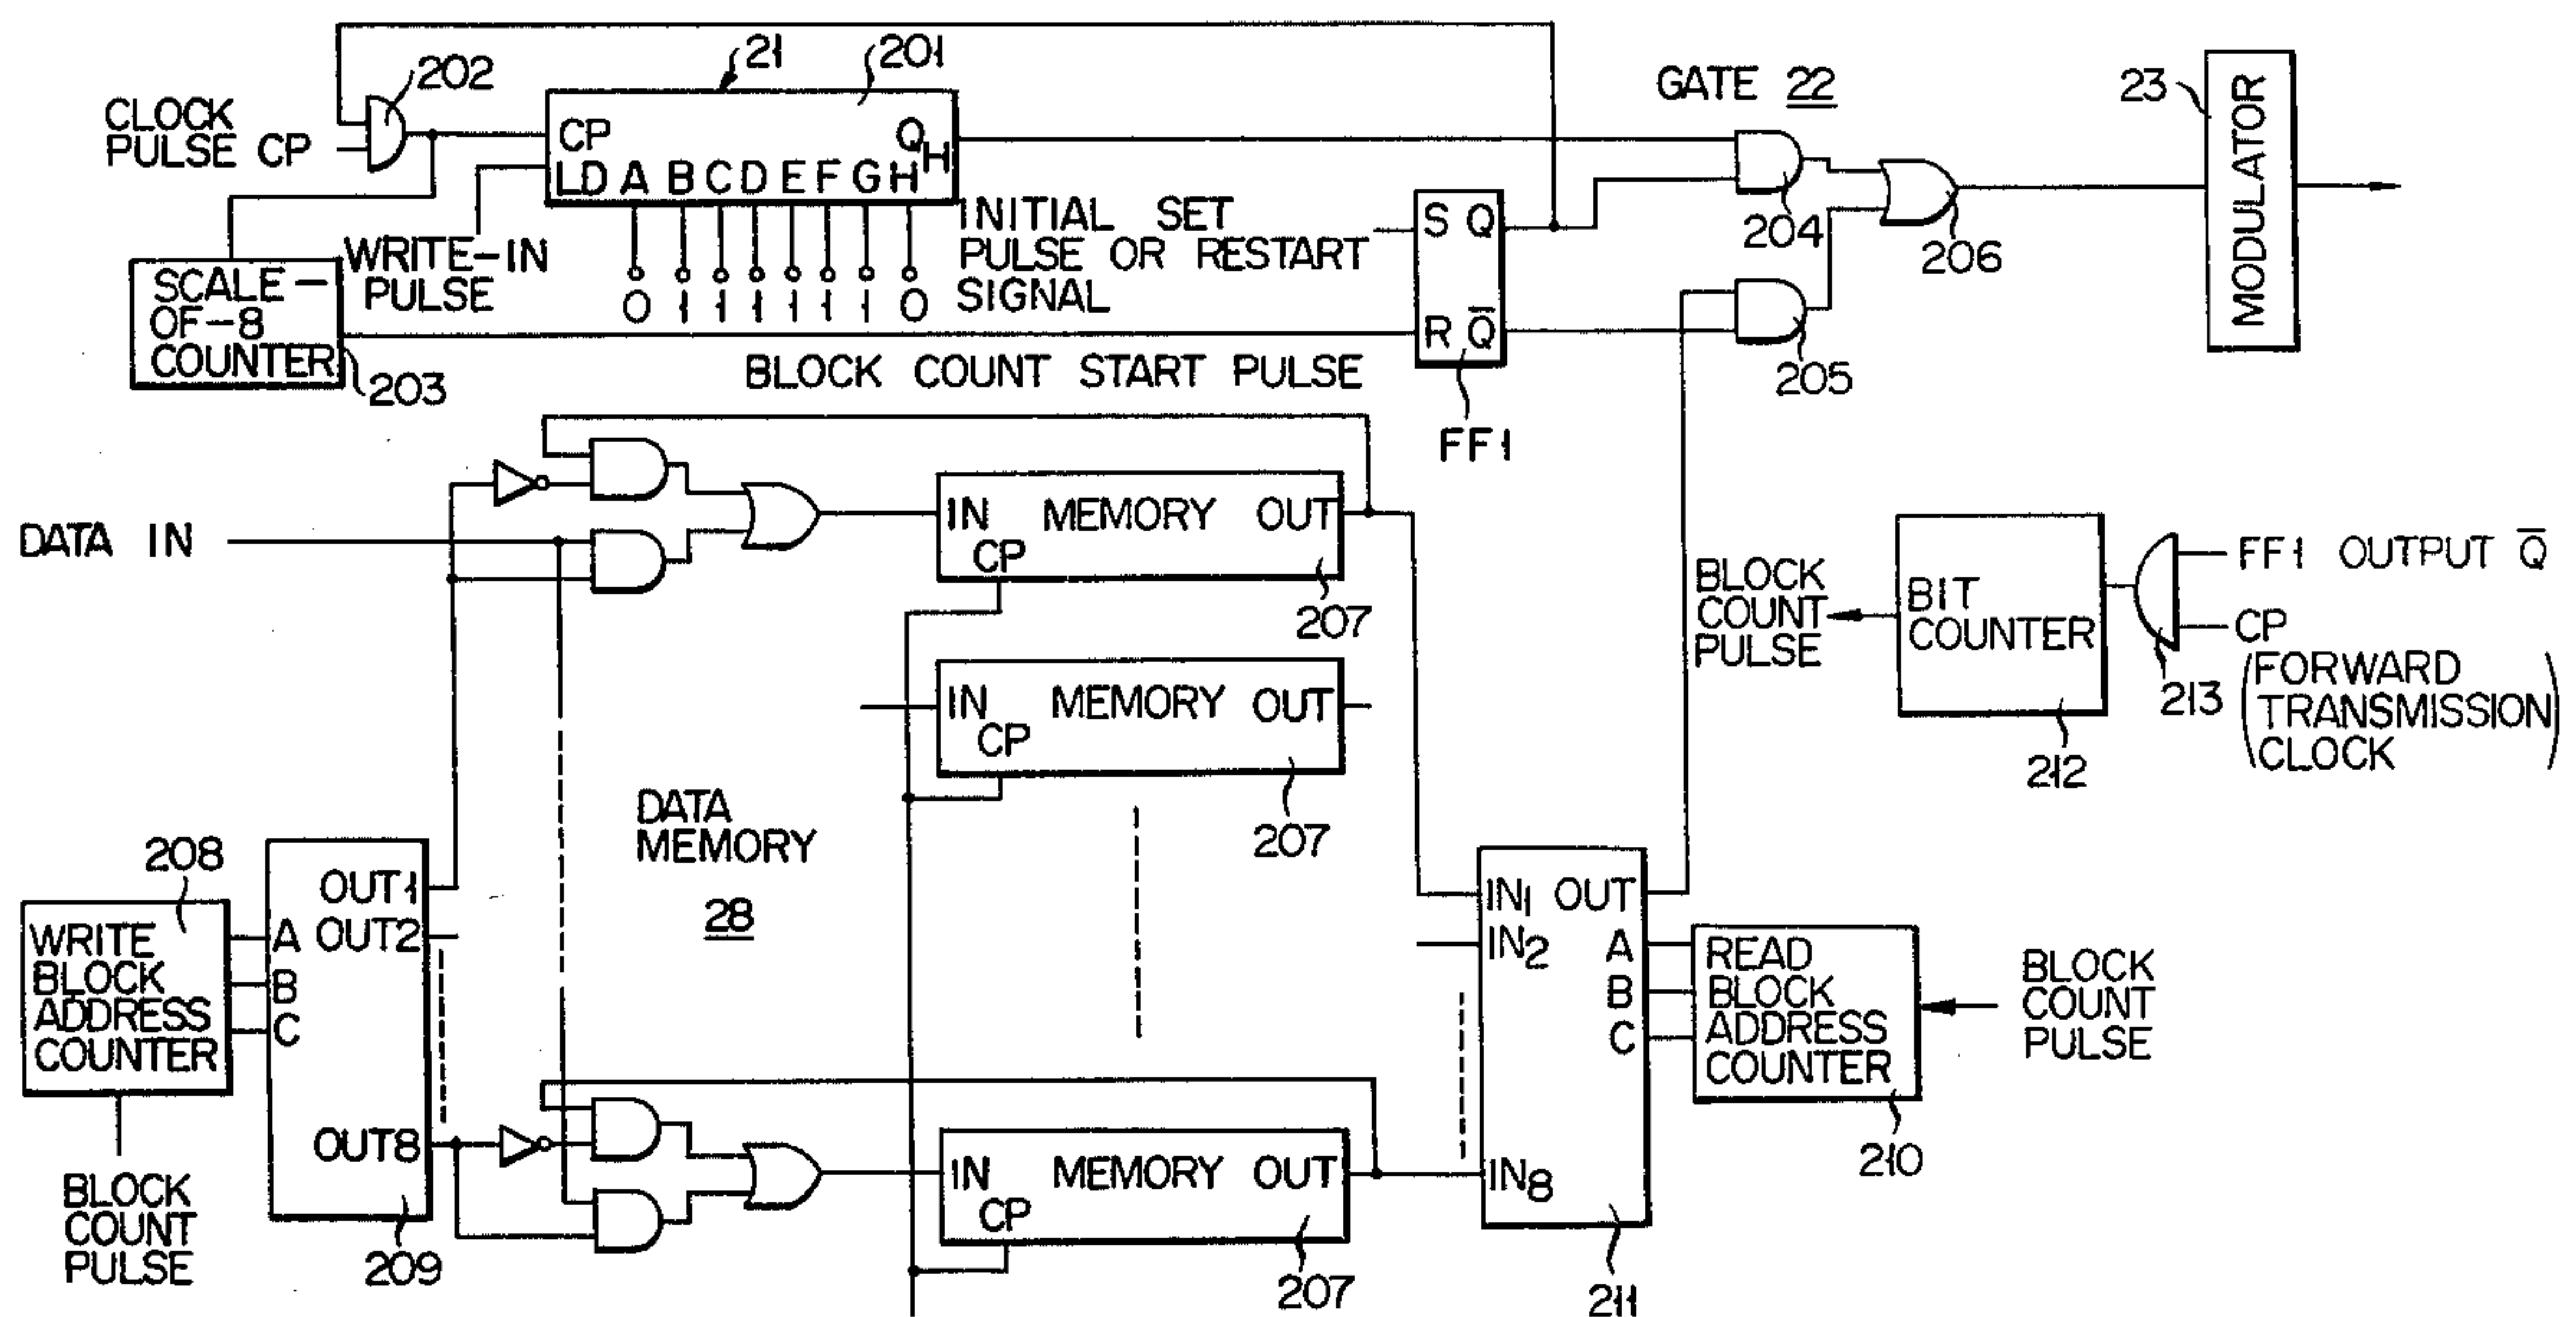 21
201
202
CLOCK
PULSE CP
CP
Q_H
LD A B C D E F G H
WRITE-IN
PULSE
0 1 1 1 1 1 1 0
INITIAL SET
PULSE OR RESTART
SIGNAL
SCALE-
OF-8
COUNTER
203
BLOCK COUNT START PULSE
S Q
R Q̅
FF1
GATE 22
204
205
206
23
MODULATOR
DATA IN
IN MEMORY OUT
CP
207
IN MEMORY OUT
CP
207
DATA
MEMORY
28
BLOCK
COUNT
PULSE
BIT
COUNTER
212
213
FF1 OUTPUT Q̅
CP
(FORWARD
TRANSMISSION
CLOCK)
208
WRITE
BLOCK
ADDRESS
COUNTER
BLOCK
COUNT
PULSE
A
B
C
OUT1
OUT2
OUT8
209
IN MEMORY OUT
CP
207
IN1 OUT
IN2
IN8
A
B
C
211
READ
BLOCK
ADDRESS
COUNTER
210
BLOCK
COUNT
PULSE